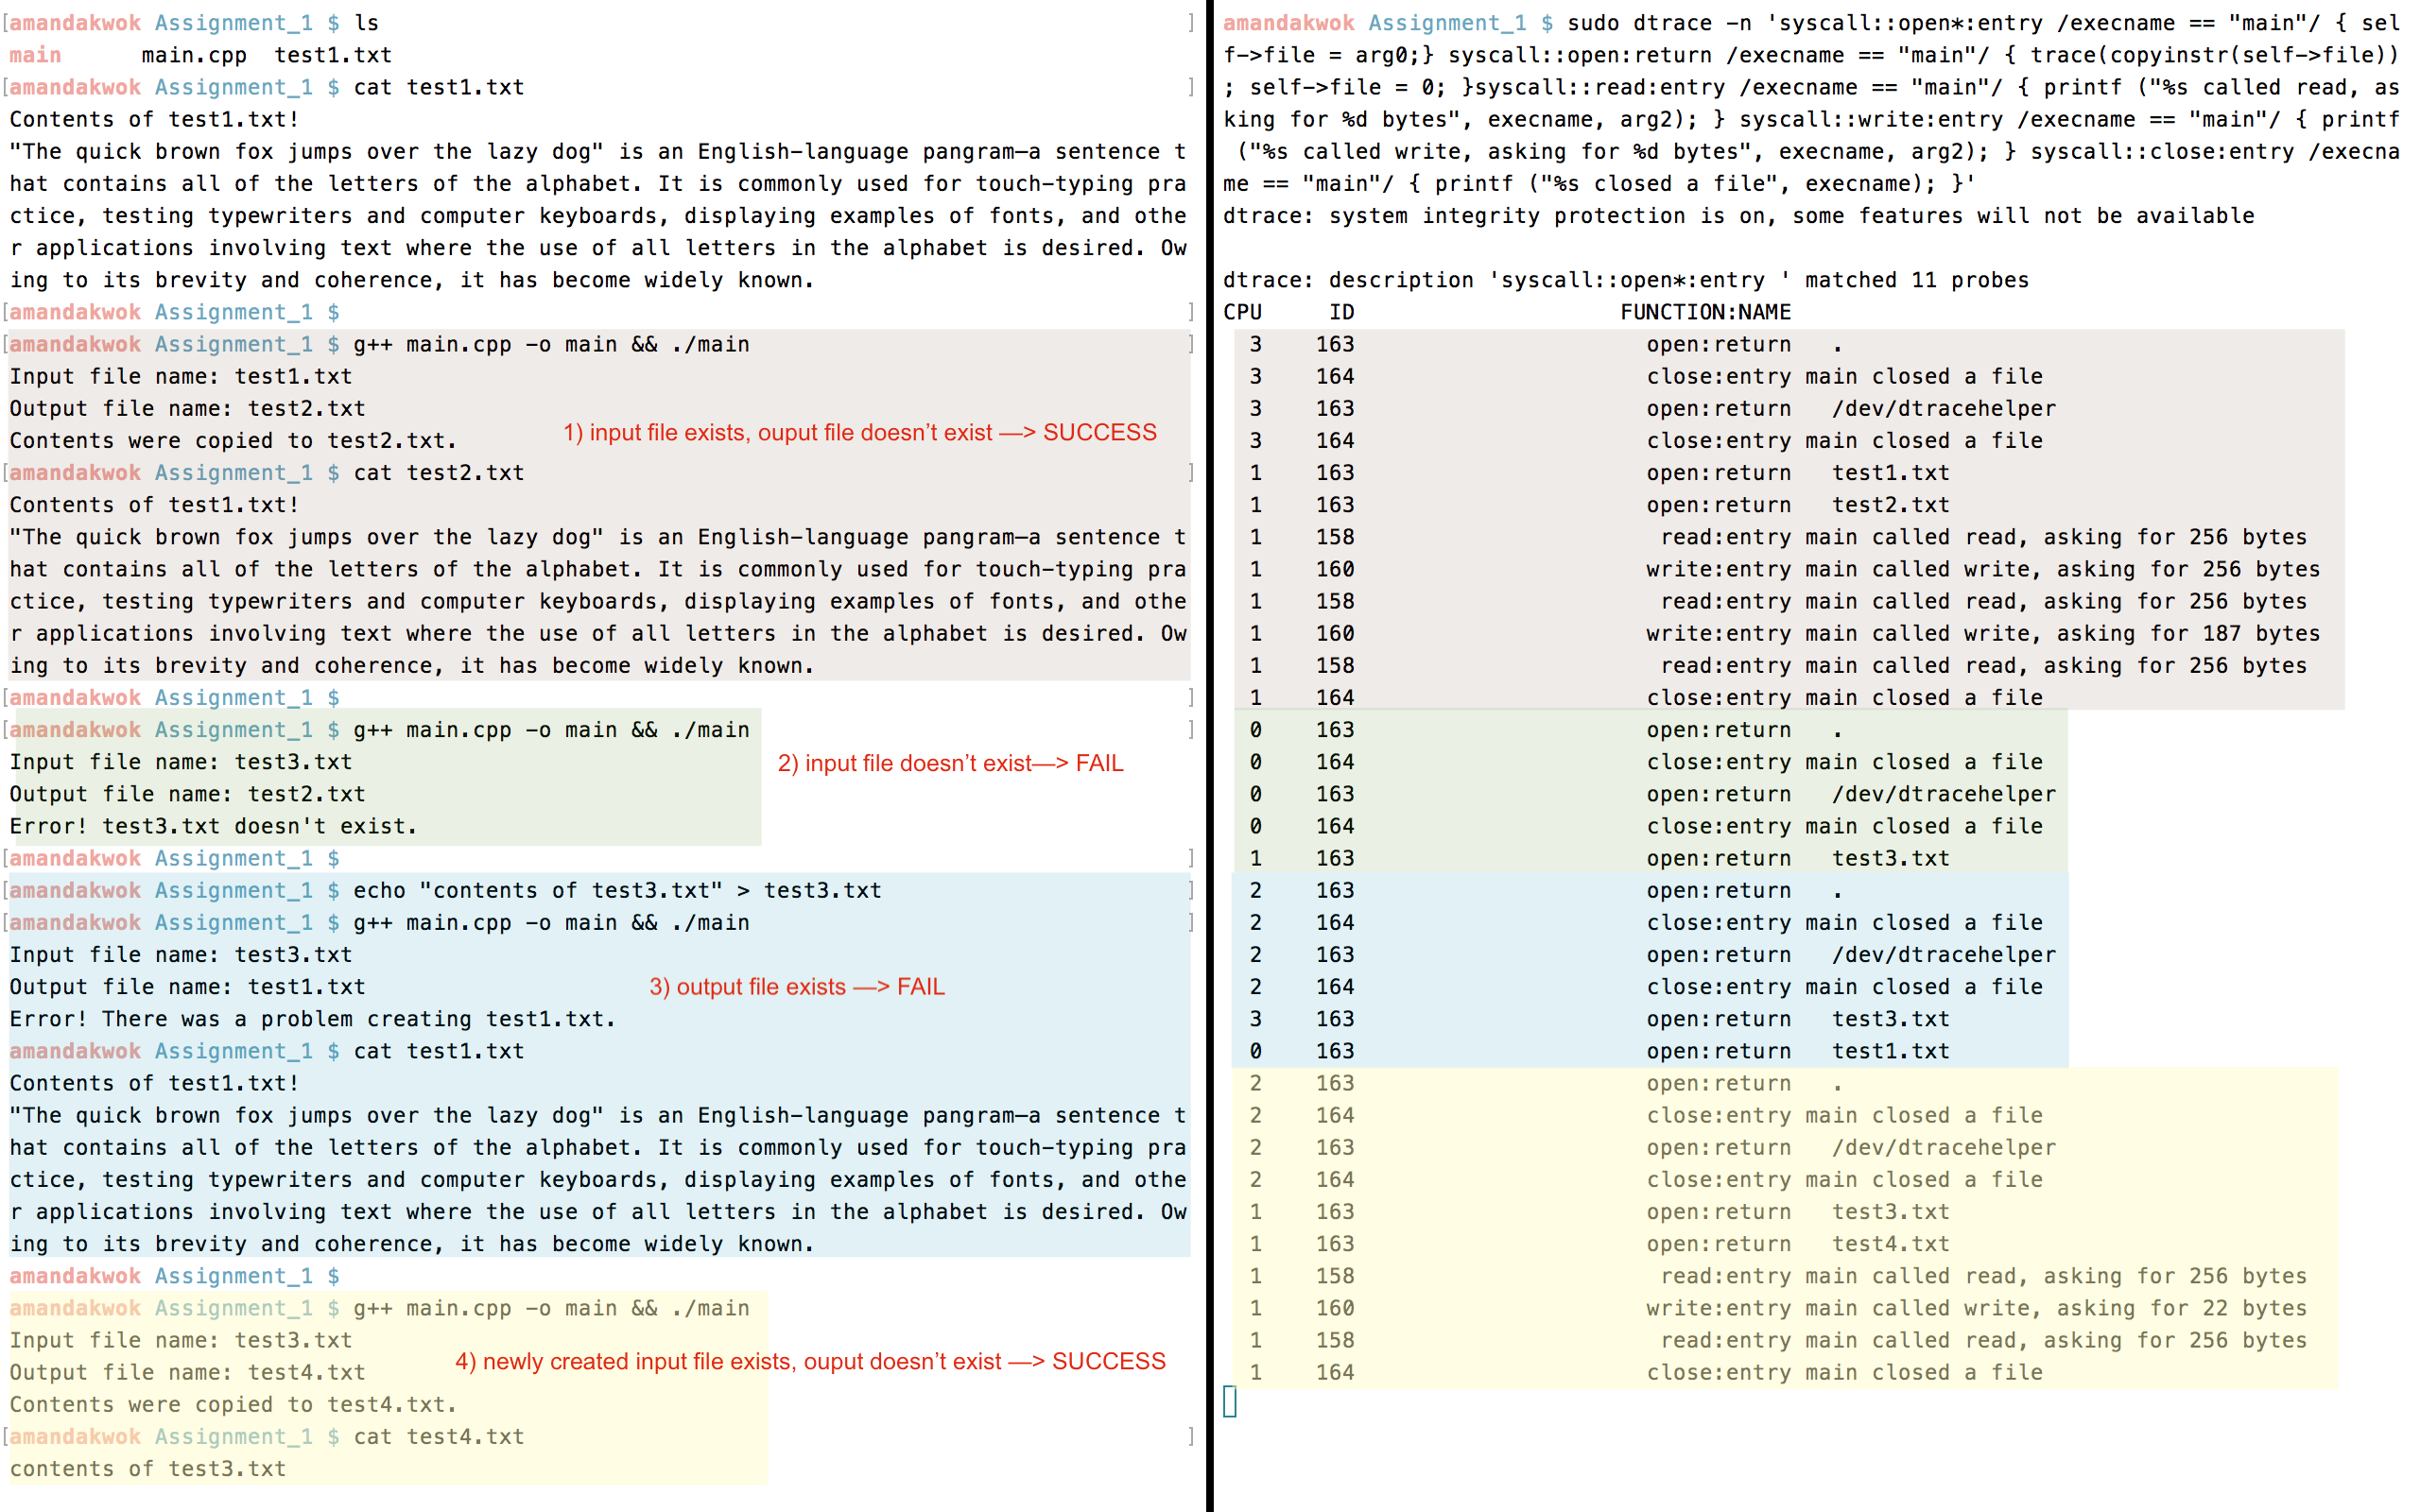 [amandakwok Assignment_1 $ ls ]
main      main.cpp  test1.txt
[amandakwok Assignment_1 $ cat test1.txt ]
Contents of test1.txt!
"The quick brown fox jumps over the lazy dog" is an English-language pangram—a sentence t
hat contains all of the letters of the alphabet. It is commonly used for touch-typing pra
ctice, testing typewriters and computer keyboards, displaying examples of fonts, and othe
r applications involving text where the use of all letters in the alphabet is desired. Ow
ing to its brevity and coherence, it has become widely known.
[amandakwok Assignment_1 $ ]
[amandakwok Assignment_1 $ g++ main.cpp -o main && ./main ]
Input file name: test1.txt
Output file name: test2.txt
1) input file exists, ouput file doesn't exist —> SUCCESS
Contents were copied to test2.txt.
[amandakwok Assignment_1 $ cat test2.txt ]
Contents of test1.txt!
"The quick brown fox jumps over the lazy dog" is an English-language pangram—a sentence t
hat contains all of the letters of the alphabet. It is commonly used for touch-typing pra
ctice, testing typewriters and computer keyboards, displaying examples of fonts, and othe
r applications involving text where the use of all letters in the alphabet is desired. Ow
ing to its brevity and coherence, it has become widely known.
[amandakwok Assignment_1 $ ]
[amandakwok Assignment_1 $ g++ main.cpp -o main && ./main ]
Input file name: test3.txt
2) input file doesn't exist—> FAIL
Output file name: test2.txt
Error! test3.txt doesn't exist.
[amandakwok Assignment_1 $ ]
[amandakwok Assignment_1 $ echo "contents of test3.txt" > test3.txt ]
[amandakwok Assignment_1 $ g++ main.cpp -o main && ./main ]
Input file name: test3.txt
Output file name: test1.txt
3) output file exists —> FAIL
Error! There was a problem creating test1.txt.
amandakwok Assignment_1 $ cat test1.txt
Contents of test1.txt!
"The quick brown fox jumps over the lazy dog" is an English-language pangram—a sentence t
hat contains all of the letters of the alphabet. It is commonly used for touch-typing pra
ctice, testing typewriters and computer keyboards, displaying examples of fonts, and othe
r applications involving text where the use of all letters in the alphabet is desired. Ow
ing to its brevity and coherence, it has become widely known.
amandakwok Assignment_1 $
amandakwok Assignment_1 $ g++ main.cpp -o main && ./main
Input file name: test3.txt
4) newly created input file exists, ouput doesn't exist —> SUCCESS
Output file name: test4.txt
Contents were copied to test4.txt.
[amandakwok Assignment_1 $ cat test4.txt ]
contents of test3.txt
amandakwok Assignment_1 $ sudo dtrace -n 'syscall::open*:entry /execname == "main"/ { sel
f->file = arg0;} syscall::open:return /execname == "main"/ { trace(copyinstr(self->file))
; self->file = 0; }syscall::read:entry /execname == "main"/ { printf ("%s called read, as
king for %d bytes", execname, arg2); } syscall::write:entry /execname == "main"/ { printf
 ("%s called write, asking for %d bytes", execname, arg2); } syscall::close:entry /execna
me == "main"/ { printf ("%s closed a file", execname); }'
dtrace: system integrity protection is on, some features will not be available
dtrace: description 'syscall::open*:entry ' matched 11 probes
CPU     ID                    FUNCTION:NAME
3    163    open:return   .
3    164    close:entry main closed a file
3    163    open:return   /dev/dtracehelper
3    164    close:entry main closed a file
1    163    open:return   test1.txt
1    163    open:return   test2.txt
1    158    read:entry main called read, asking for 256 bytes
1    160    write:entry main called write, asking for 256 bytes
1    158    read:entry main called read, asking for 256 bytes
1    160    write:entry main called write, asking for 187 bytes
1    158    read:entry main called read, asking for 256 bytes
1    164    close:entry main closed a file
0    163    open:return   .
0    164    close:entry main closed a file
0    163    open:return   /dev/dtracehelper
0    164    close:entry main closed a file
1    163    open:return   test3.txt
2    163    open:return   .
2    164    close:entry main closed a file
2    163    open:return   /dev/dtracehelper
2    164    close:entry main closed a file
3    163    open:return   test3.txt
0    163    open:return   test1.txt
2    163    open:return   .
2    164    close:entry main closed a file
2    163    open:return   /dev/dtracehelper
2    164    close:entry main closed a file
1    163    open:return   test3.txt
1    163    open:return   test4.txt
1    158    read:entry main called read, asking for 256 bytes
1    160    write:entry main called write, asking for 22 bytes
1    158    read:entry main called read, asking for 256 bytes
1    164    close:entry main closed a file